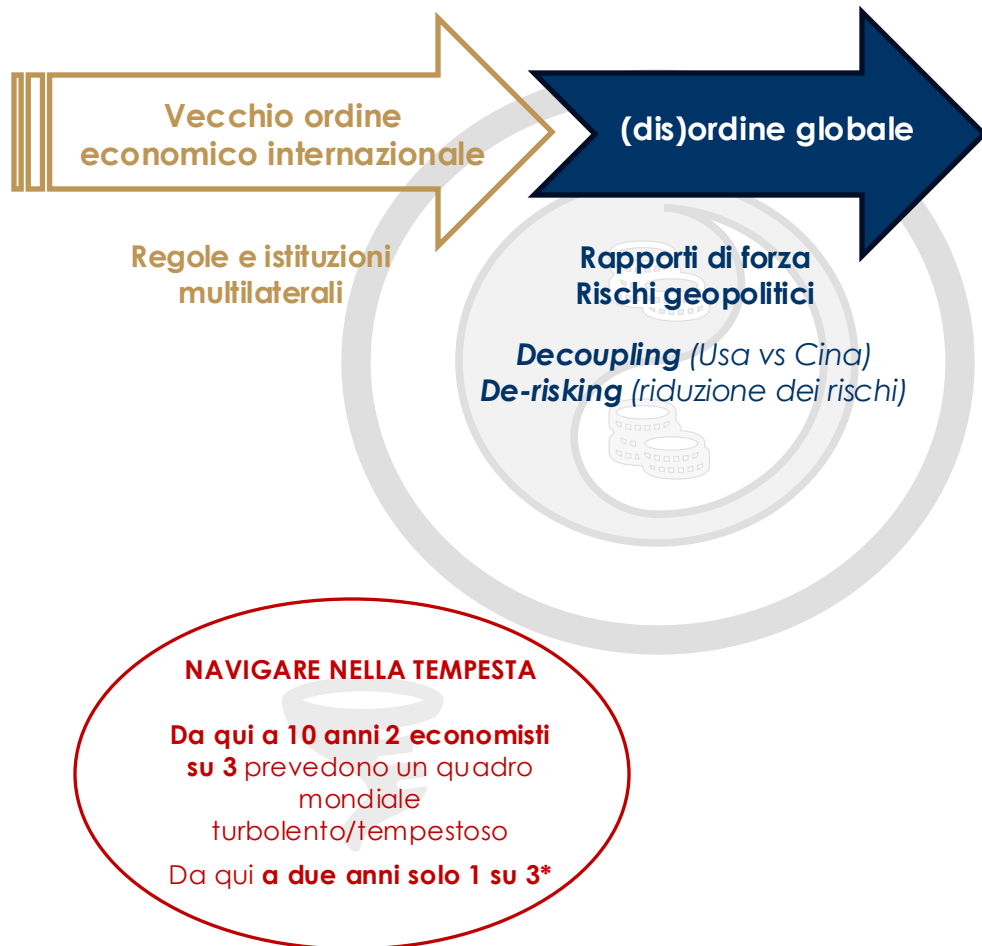 Vecchio ordine
economico internazionale
(dis)ordine globale
Regole e istituzioni
multilaterali
Rapporti di forza
Rischi geopolitici
Decoupling (Usa vs Cina)
De-risking (riduzione dei rischi)
NAVIGARE NELLA TEMPESTA
Da qui a 10 anni 2 economisti
su 3 prevedono un quadro
mondiale
turbolento/tempestoso
Da qui a due anni solo 1 su 3*